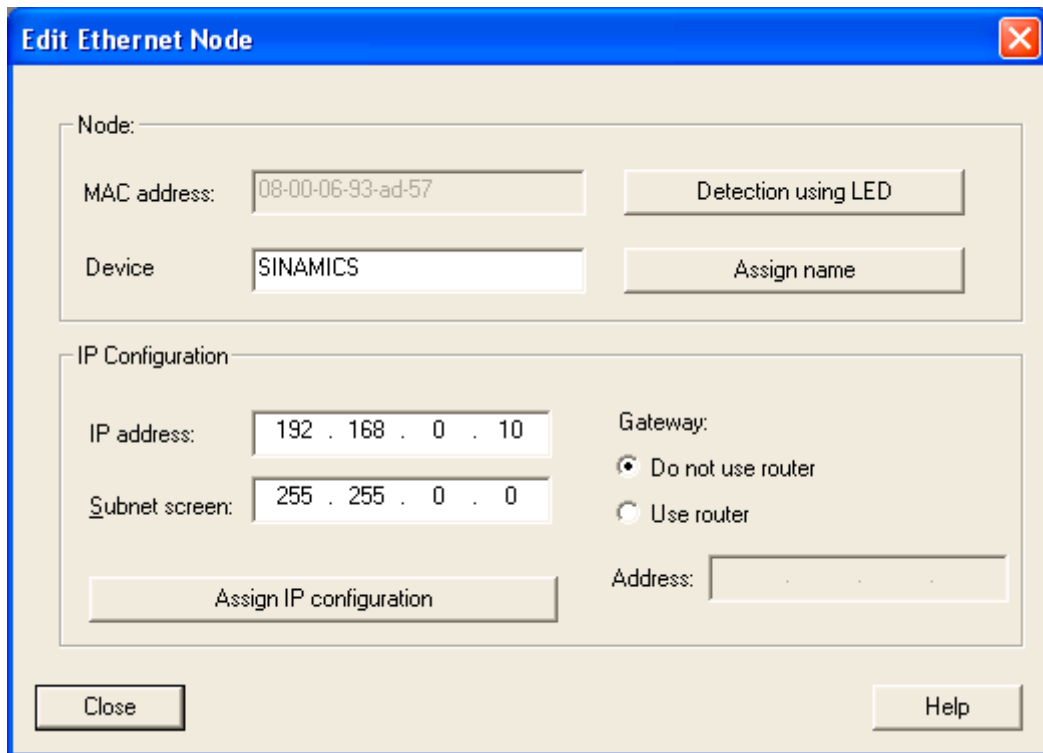 Edit Ethernet Node
Node:
MAC address: 08-00-06-93-ad-57 Detection using LED
Device SINAMICS Assign name
IP Configuration
IP address: 192 . 168 . 0 . 10 Gateway:
Do not use router
Subnet screen: 255 . 255 . 0 . 0
Use router
Address: . . .
Assign IP configuration
Close Help